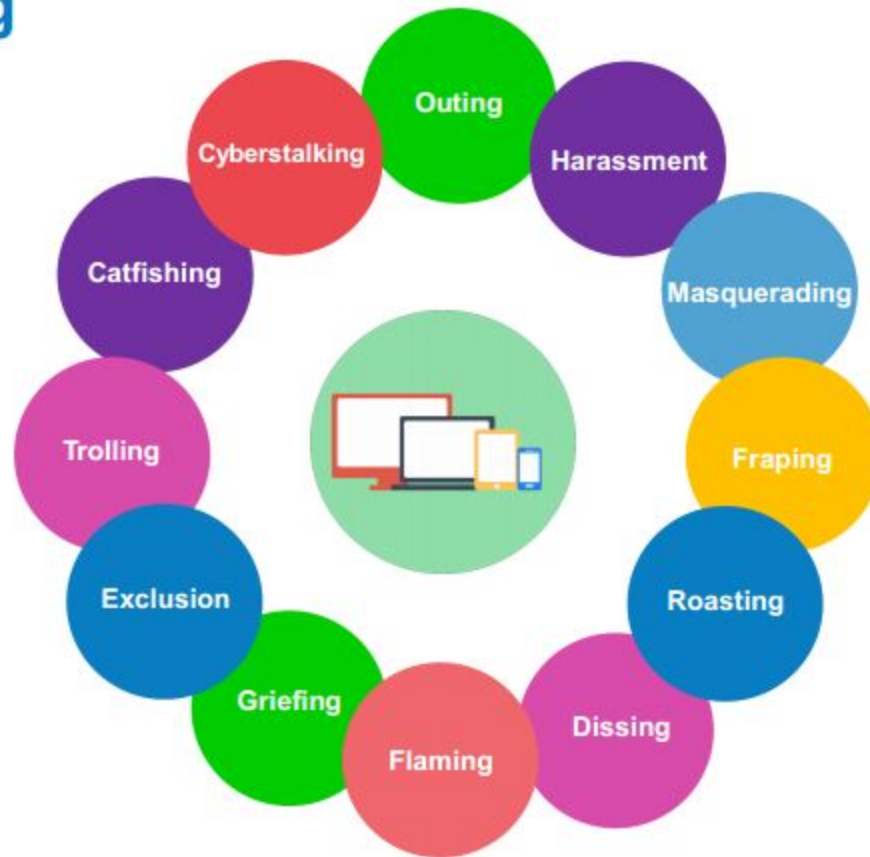 g
Outing
Harassment
Masquerading
Fraping
Roasting
Dissing
Flaming
Griefing
Exclusion
Trolling
Catfishing
Cyberstalking